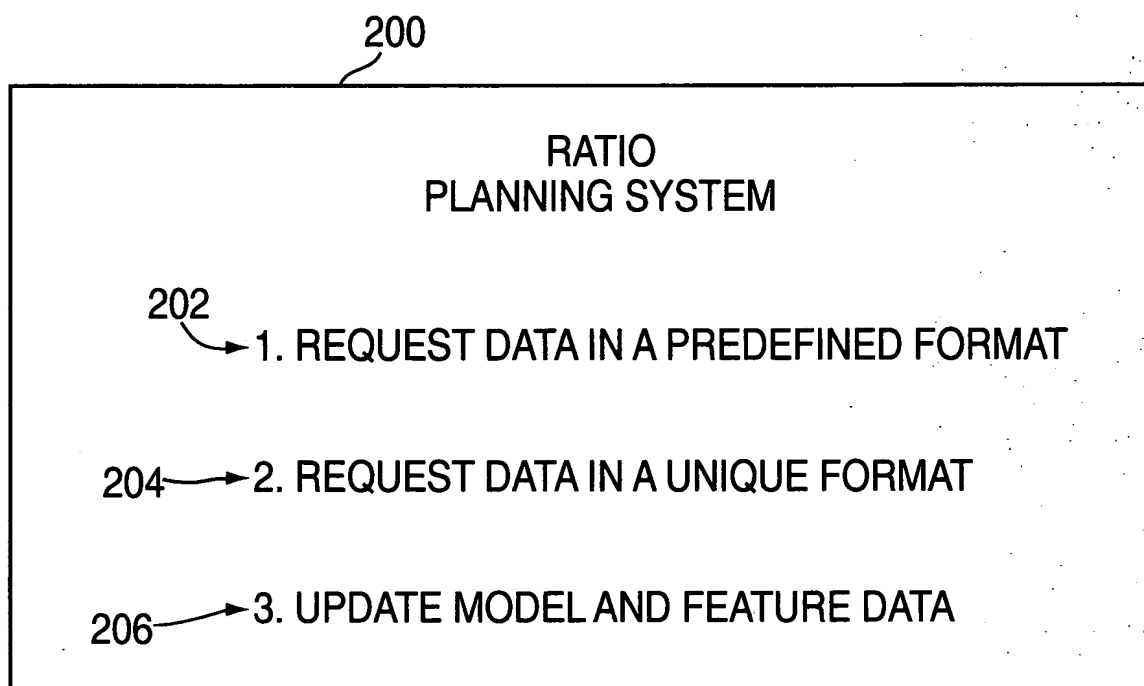 200
RATIO
PLANNING SYSTEM
202
1. REQUEST DATA IN A PREDEFINED FORMAT
204
2. REQUEST DATA IN A UNIQUE FORMAT
206
3. UPDATE MODEL AND FEATURE DATA